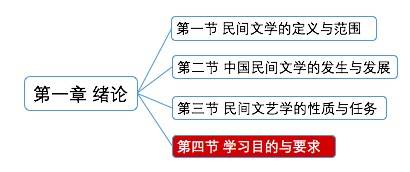 第一节 民间文学的定义与范围
第二节 中国民间文学的发生与发展
第一章 绪论
第三节 民间文艺学的性质与任务
第四节 学习目的与要求